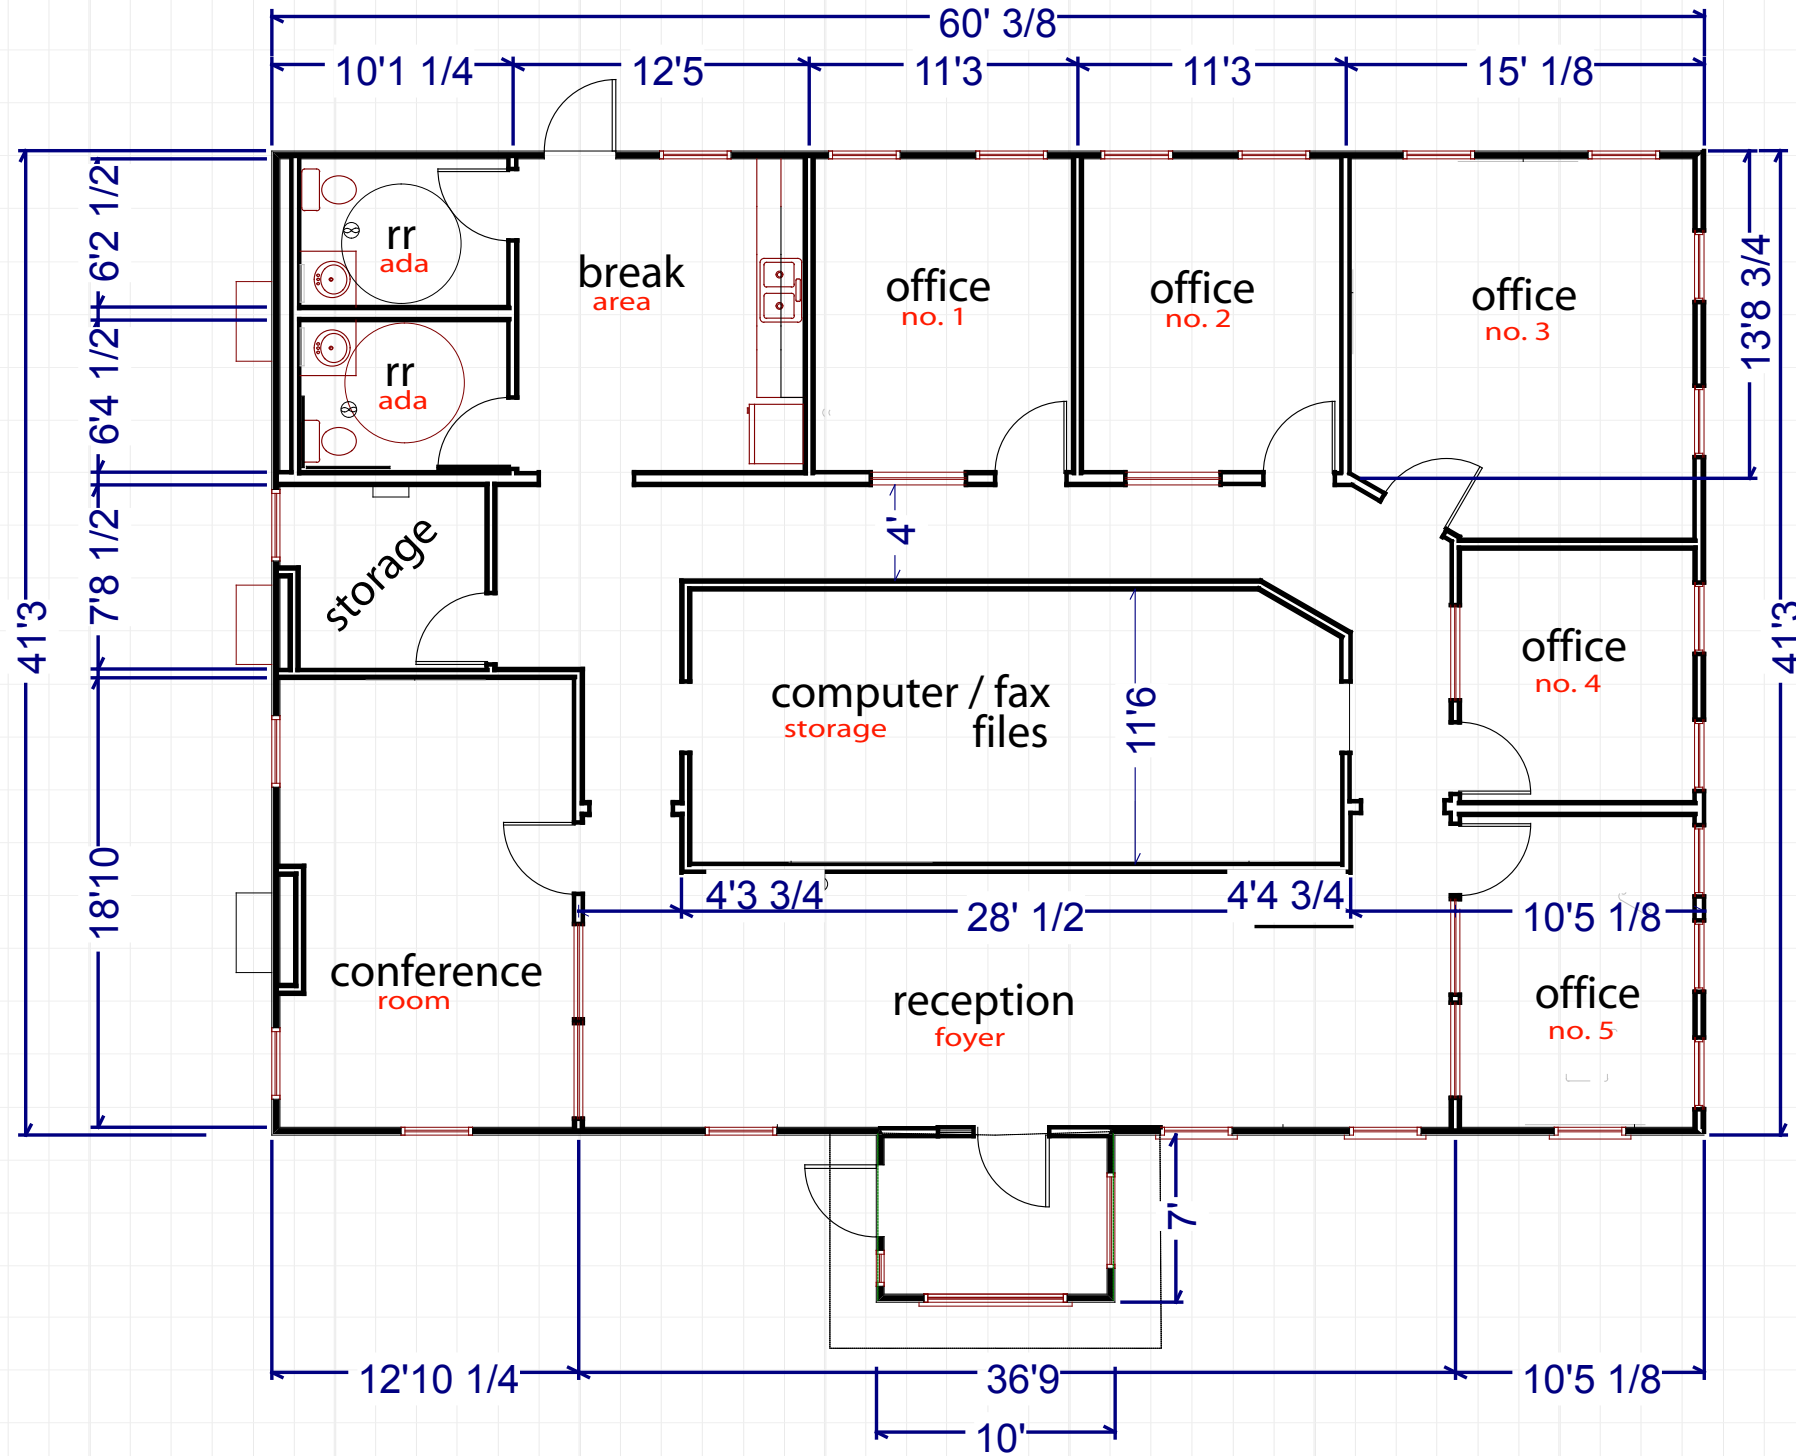 60' 3/8
10'1 1/4
12'5
11'3
11'3
15' 1/8
41'3
6'2 1/2
6'4 1/2
7'8 1/2
18'10
13'8 3/4
41'3
rr
ada
rr
ada
break
area
office
no. 1
office
no. 2
office
no. 3
4'
storage
computer / fax
files
storage
11'6
office
no. 4
4'3 3/4
28' 1/2
4'4 3/4
10'5 1/8
conference
room
reception
foyer
office
no. 5
7'
12'10 1/4
36'9
10'5 1/8
10'